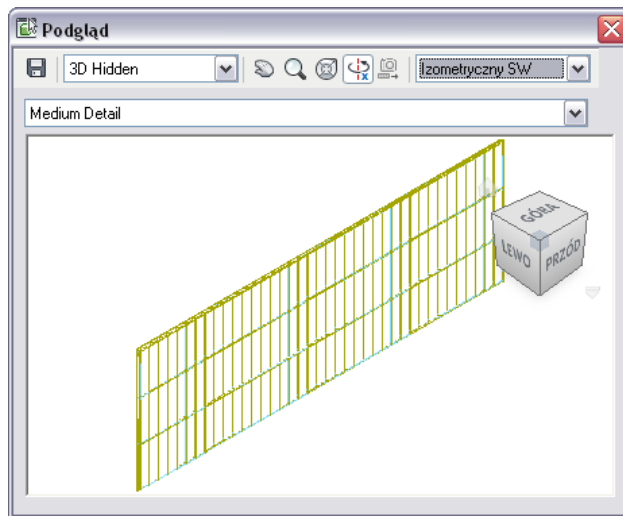 Podgląd
3D Hidden
Izometryczny SW
Medium Detail
GÓRA
LEWO PRZÓD